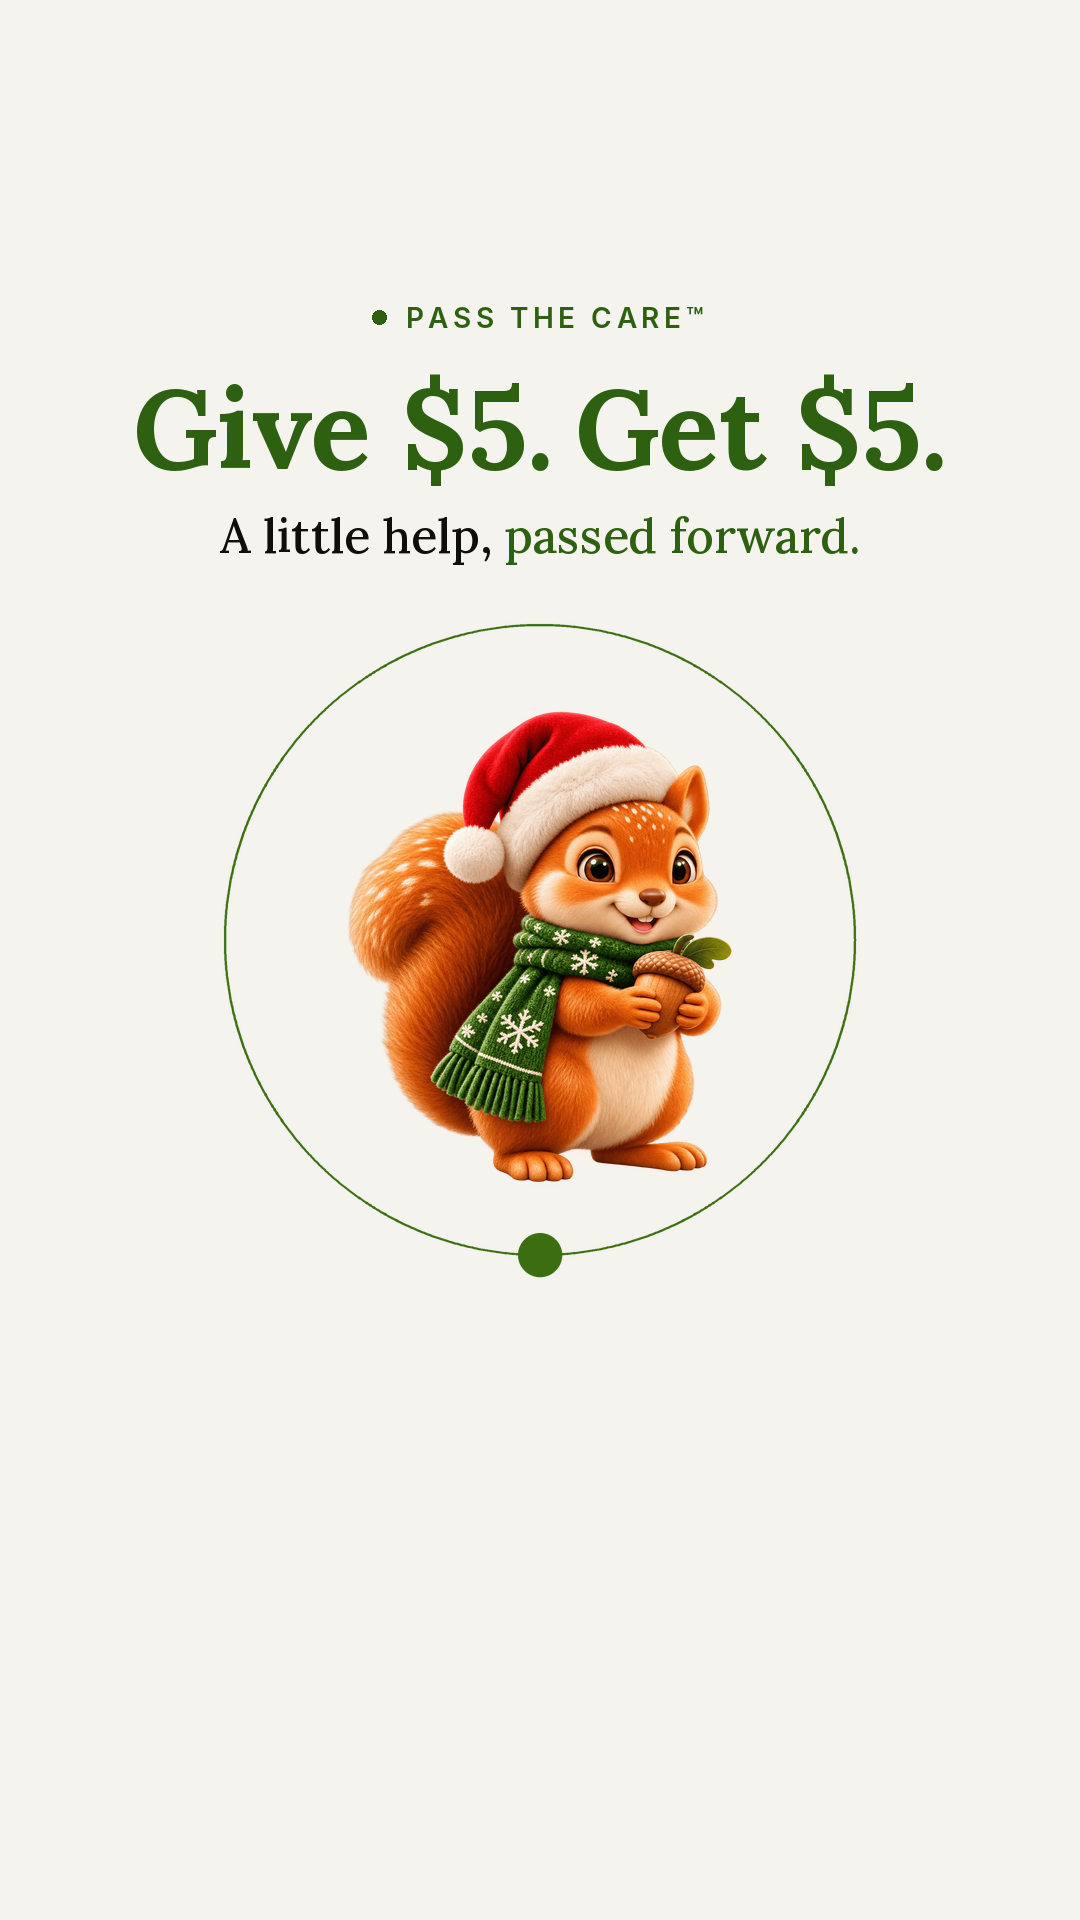 PASS THE CARE™
Give $5. Get $5.
A little help, passed forward.